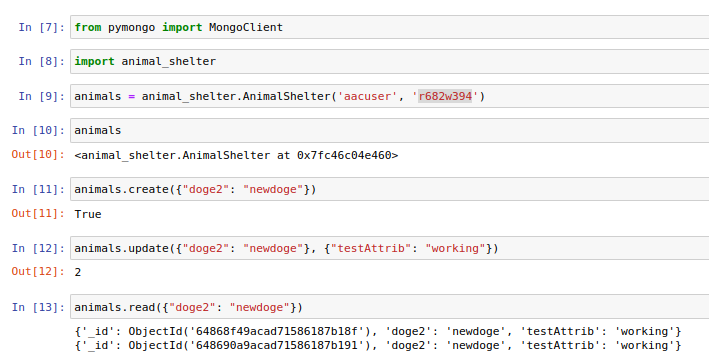 In [7]: from pymongo import MongoClient
In [8]: import animal_shelter
In [9]: animals = animal_shelter.AnimalShelter('aacuser', 'r682w394')
In [10]: animals
Out[10]: <animal_shelter.AnimalShelter at 0x7fc46c04e460>
In [11]: animals.create({"doge2": "newdoge"})
Out[11]: True
In [12]: animals.update({"doge2": "newdoge"}, {"testAttrib": "working"})
Out[12]: 2
In [13]: animals.read({"doge2": "newdoge"})
{'_id': ObjectId('64868f49acad71586187b18f'), 'doge2': 'newdoge', 'testAttrib': 'working'}
{'_id': ObjectId('648690a9acad71586187b191'), 'doge2': 'newdoge', 'testAttrib': 'working'}